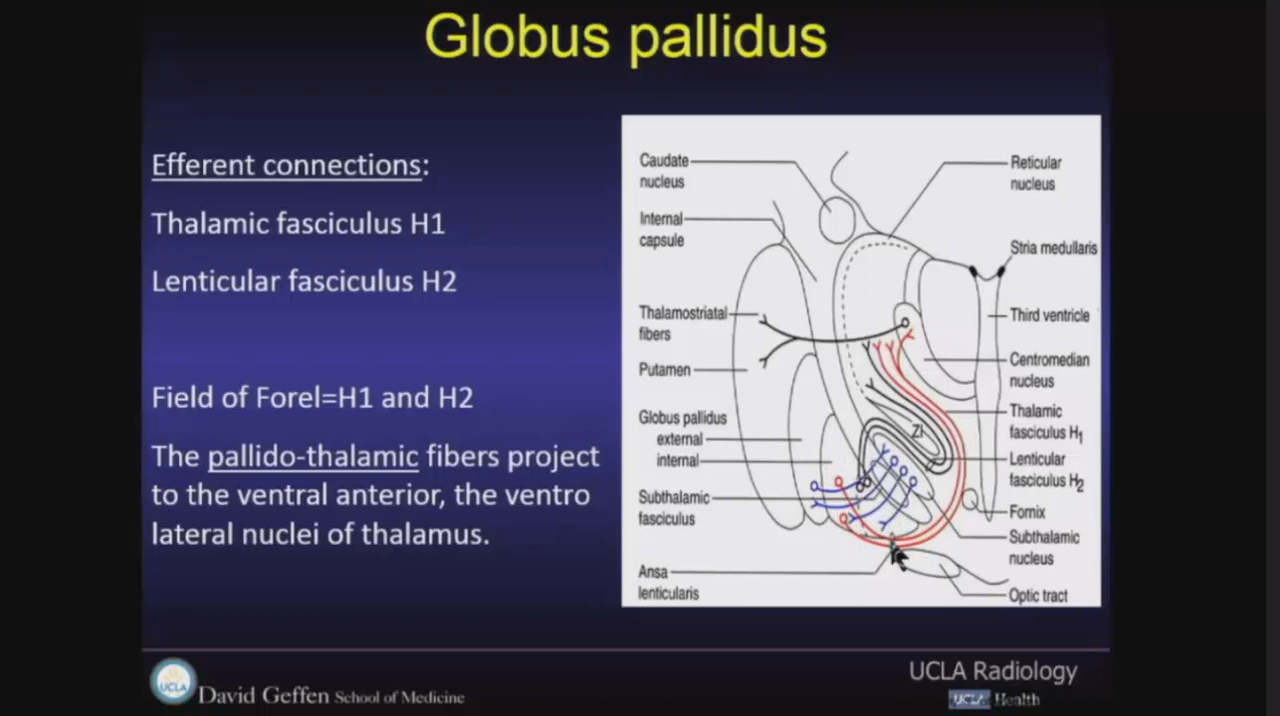 Globus pallidus
Efferent connections:
Thalamic fasciculus H1
Lenticular fasciculus H2
Field of Forel=H1 and H2
The pallido-thalamic fibers project
to the ventral anterior, the ventro
lateral nuclei of thalamus.
Caudate
nucleus
Internal
capsule
Thalamostriatal
fibers
Putamen
Globus pallidus
external
internal
Subthalamic
fasciculus
Ansa
lenticularis
ZI
Reticular
nucleus
Stria medullaris
Third ventricle
Centromedian
nucleus
Thalamic
fasciculus H1
Lenticular
fasciculus H2
Fornix
Subthalamic
nucleus
Optic tract
UCLA
David Geffen School of Medicine
UCLA Radiology
UCLA Health